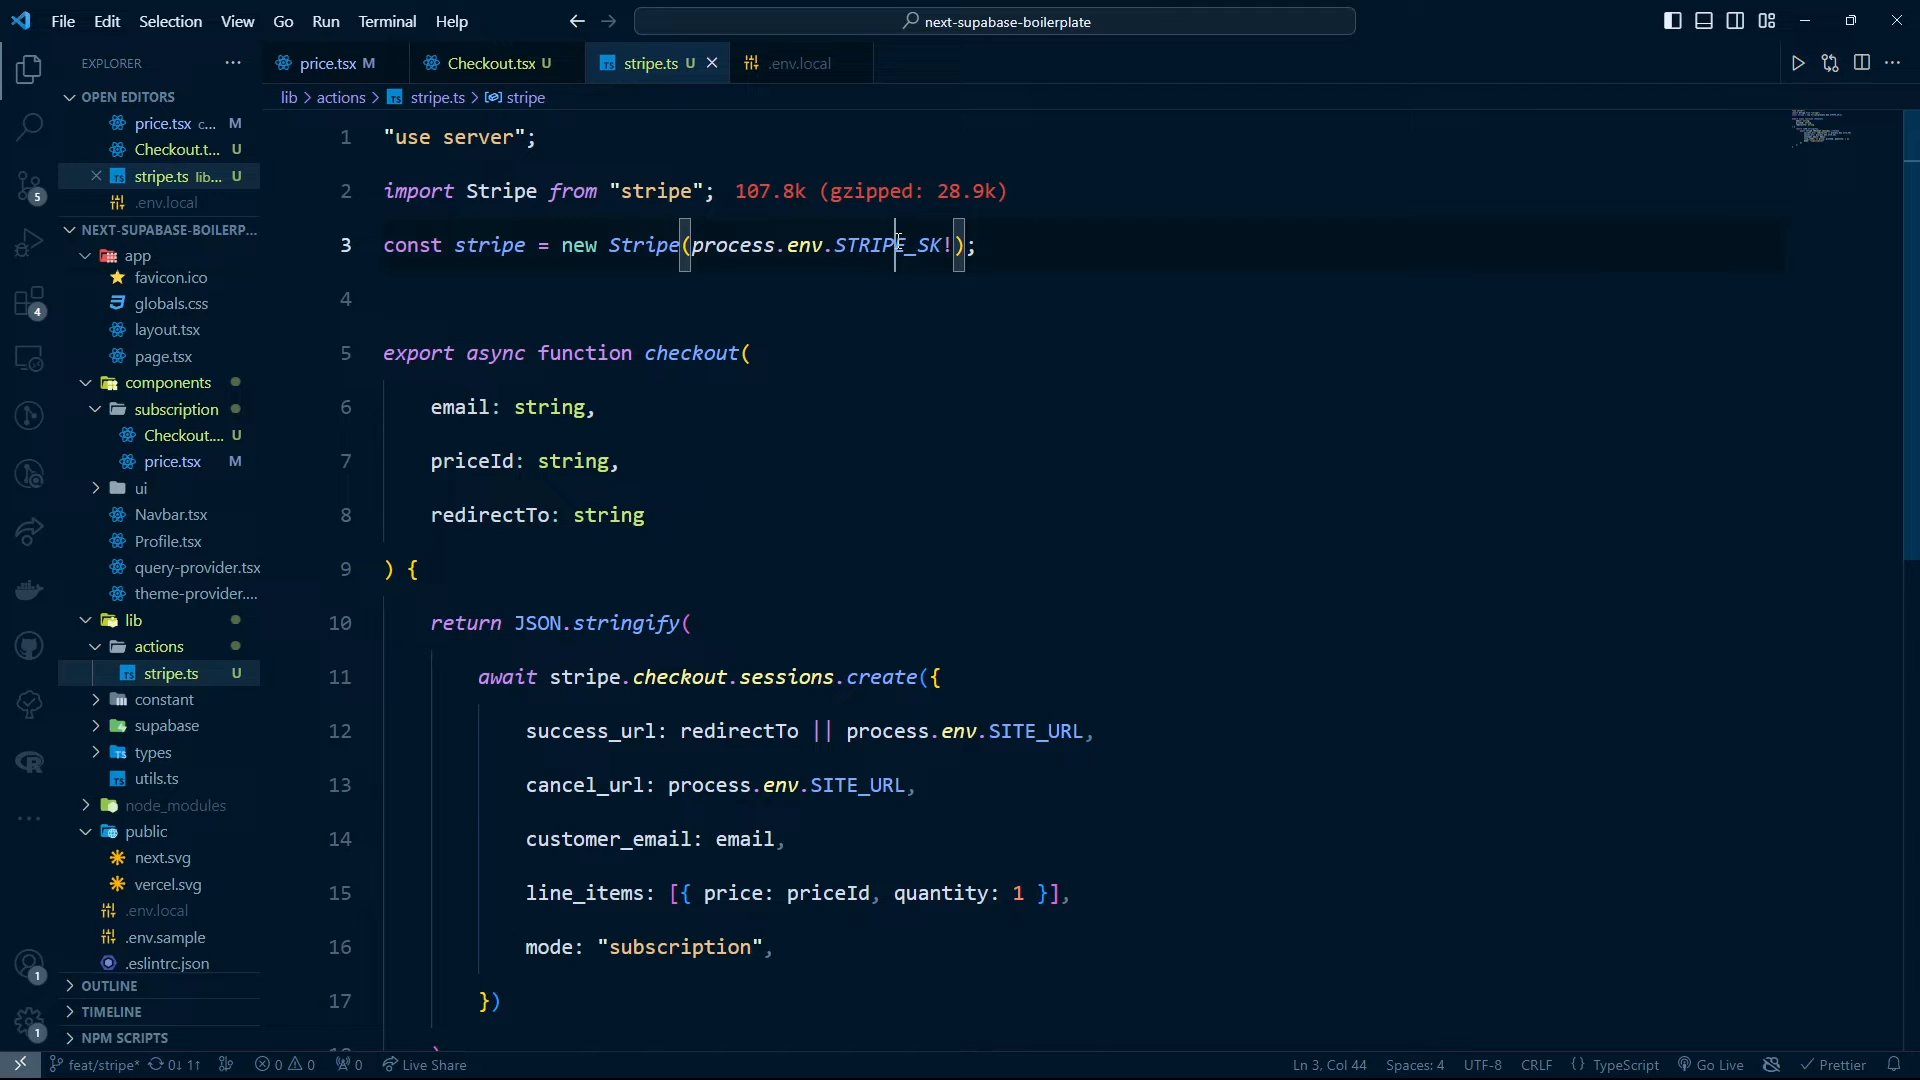 File Edit Selection View Go Run Terminal Help
next-supabase-boilerplate
EXPLORER
OPEN EDITORS
price.tsx c... M
Checkout.t... U
stripe.ts lib... U
.env.local
NEXT-SUPABASE-BOILERP...
app
favicon.ico
globals.css
layout.tsx
page.tsx
components
subscription
Checkout.... U
price.tsx M
ui
Navbar.tsx
Profile.tsx
query-provider.tsx
theme-provider....
lib
actions
stripe.ts U
constant
supabase
types
utils.ts
node_modules
public
next.svg
vercel.svg
.env.local
.env.sample
.eslintrc.json
OUTLINE
TIMELINE
NPM SCRIPTS
5
4
1
1
price.tsx M
Checkout.tsx U
stripe.ts U
.env.local
lib > actions > stripe.ts > stripe
1 "use server";
2 import Stripe from "stripe"; 107.8k (gzipped: 28.9k)
3 const stripe = new Stripe(process.env.STRIPE_SK!);
4
5 export async function checkout(
6 email: string,
7 priceId: string,
8 redirectTo: string
9 ) {
10 return JSON.stringify(
11 await stripe.checkout.sessions.create({
12 success_url: redirectTo || process.env.SITE_URL,
13 cancel_url: process.env.SITE_URL,
14 customer_email: email,
15 line_items: [{ price: priceId, quantity: 1 }],
16 mode: "subscription",
17 })
feat/stripe* 0↓ 1↑ 0 0 0 Live Share
Ln 3, Col 44 Spaces: 4 UTF-8 CRLF {} TypeScript Go Live Prettier